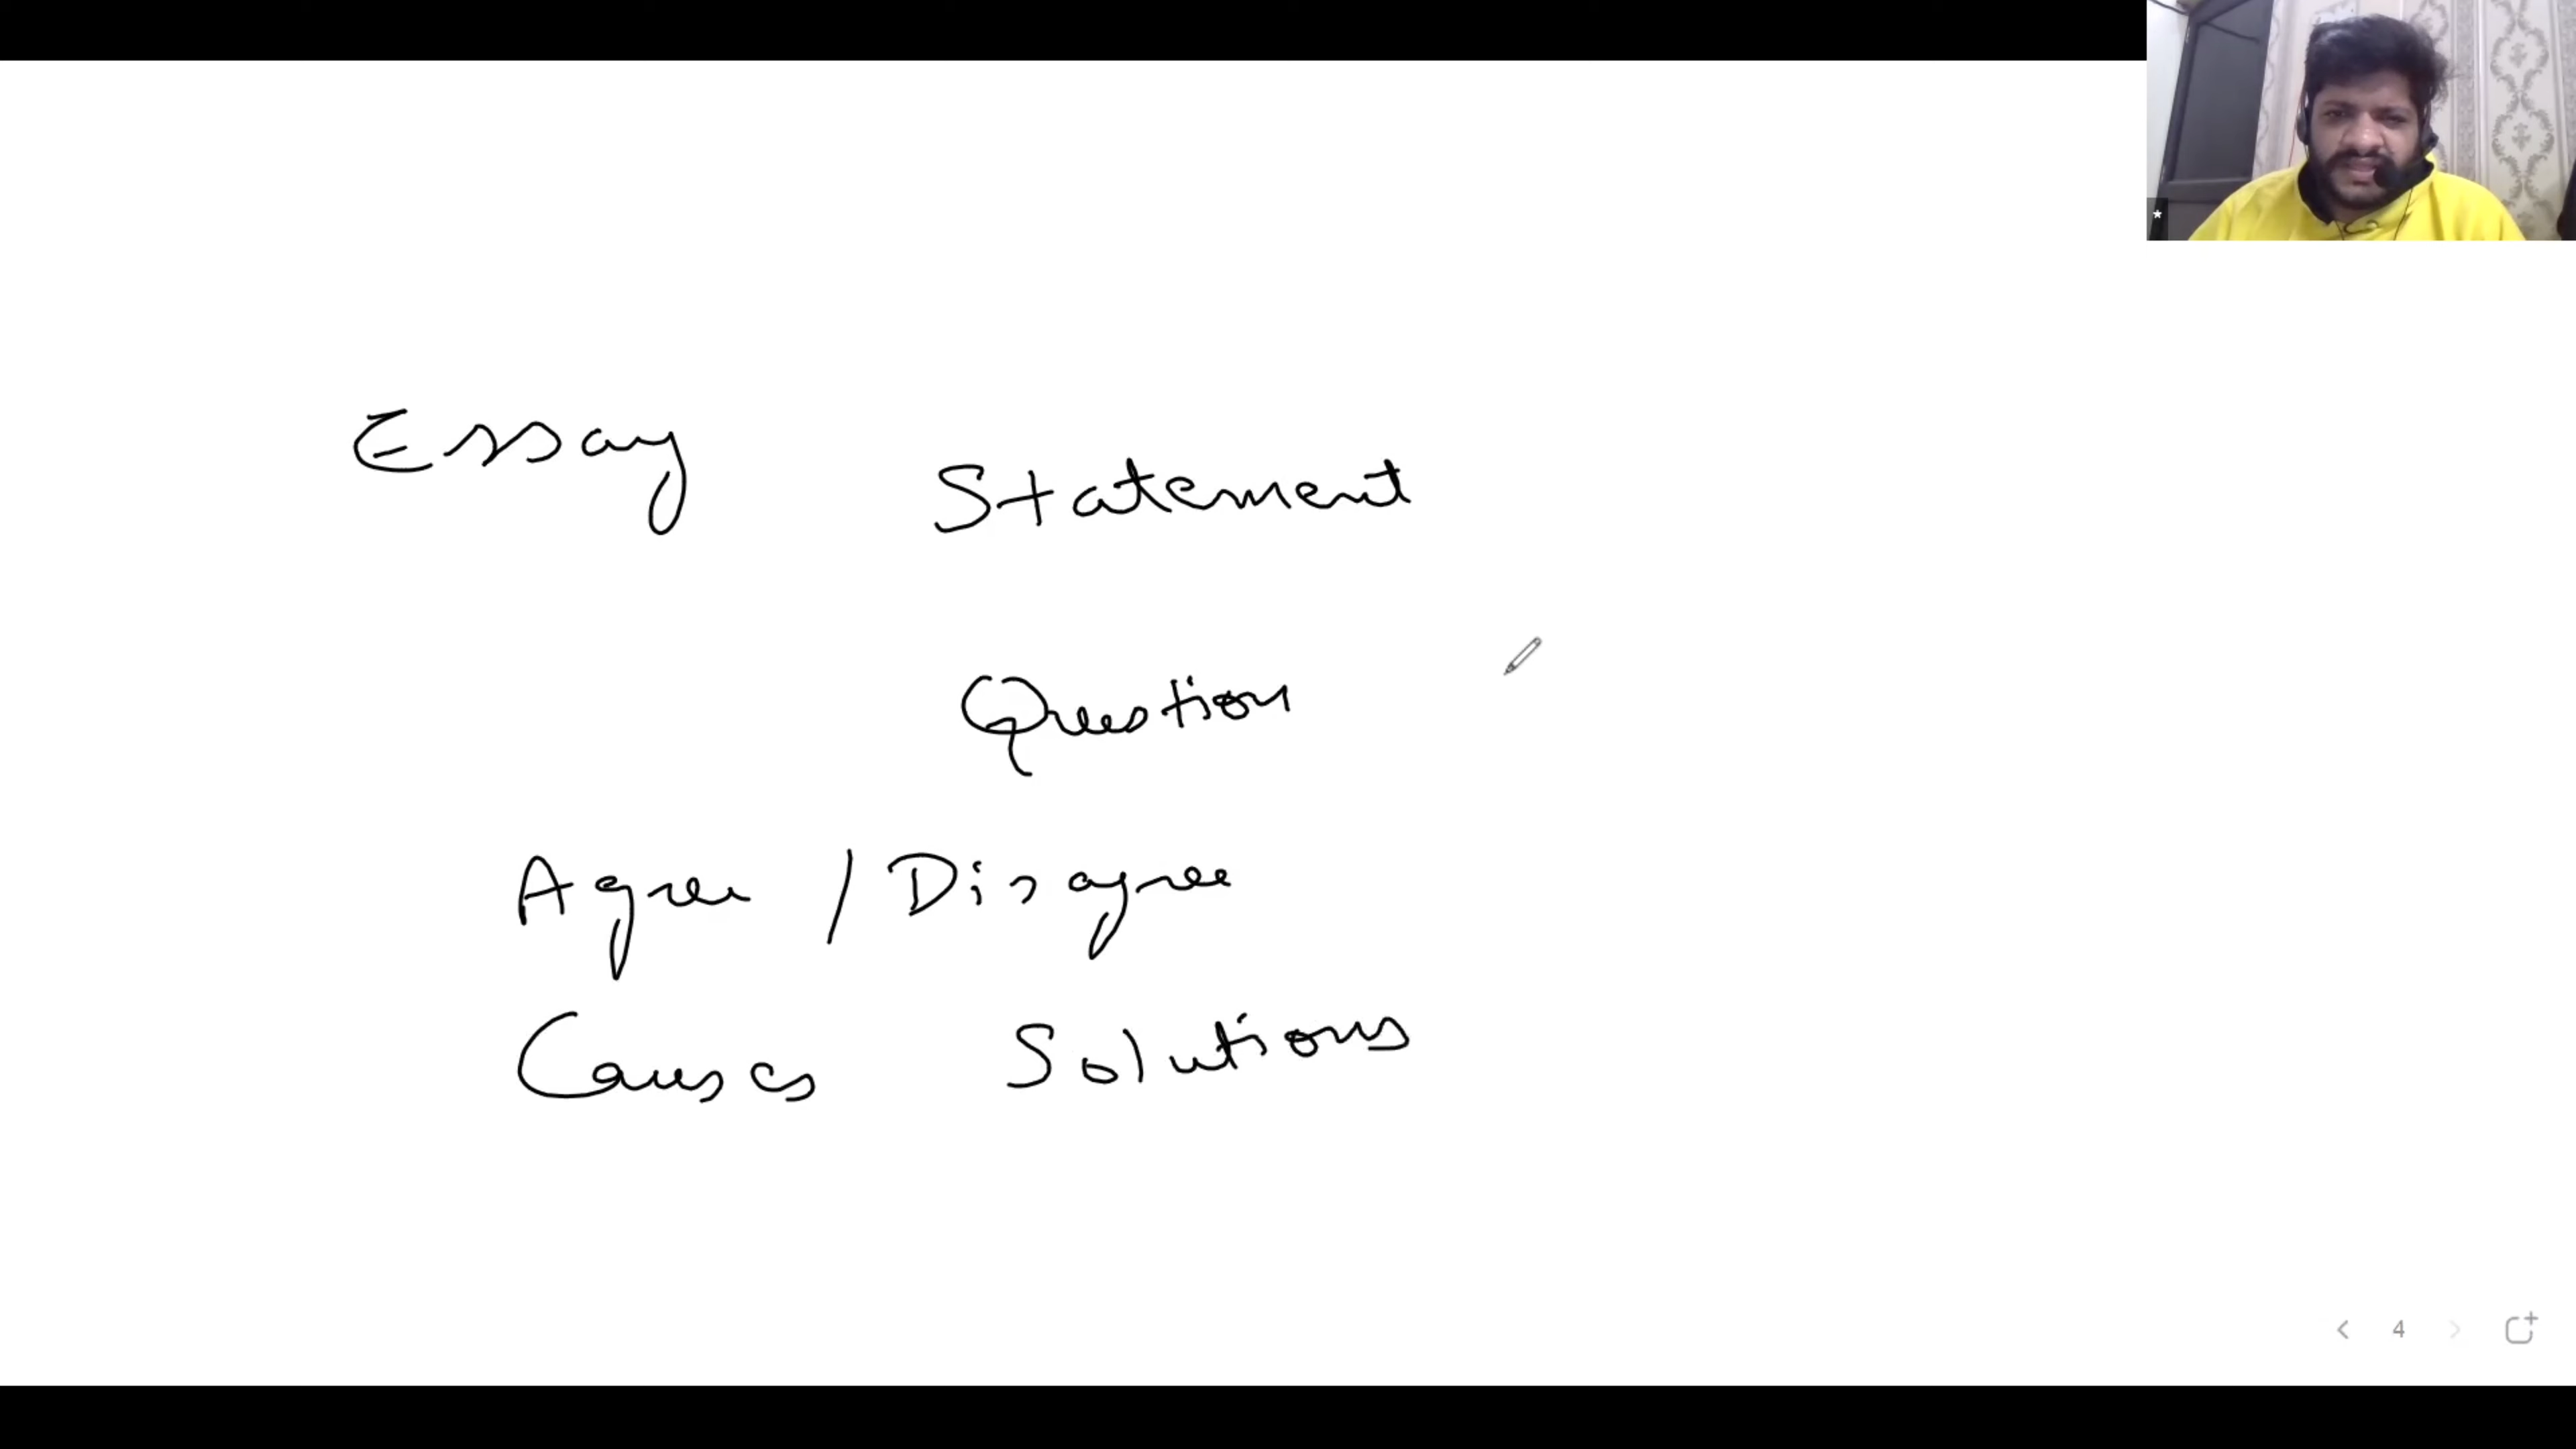 Essay
Statement
Question
Agree / Disagree
Causes Solutions
4